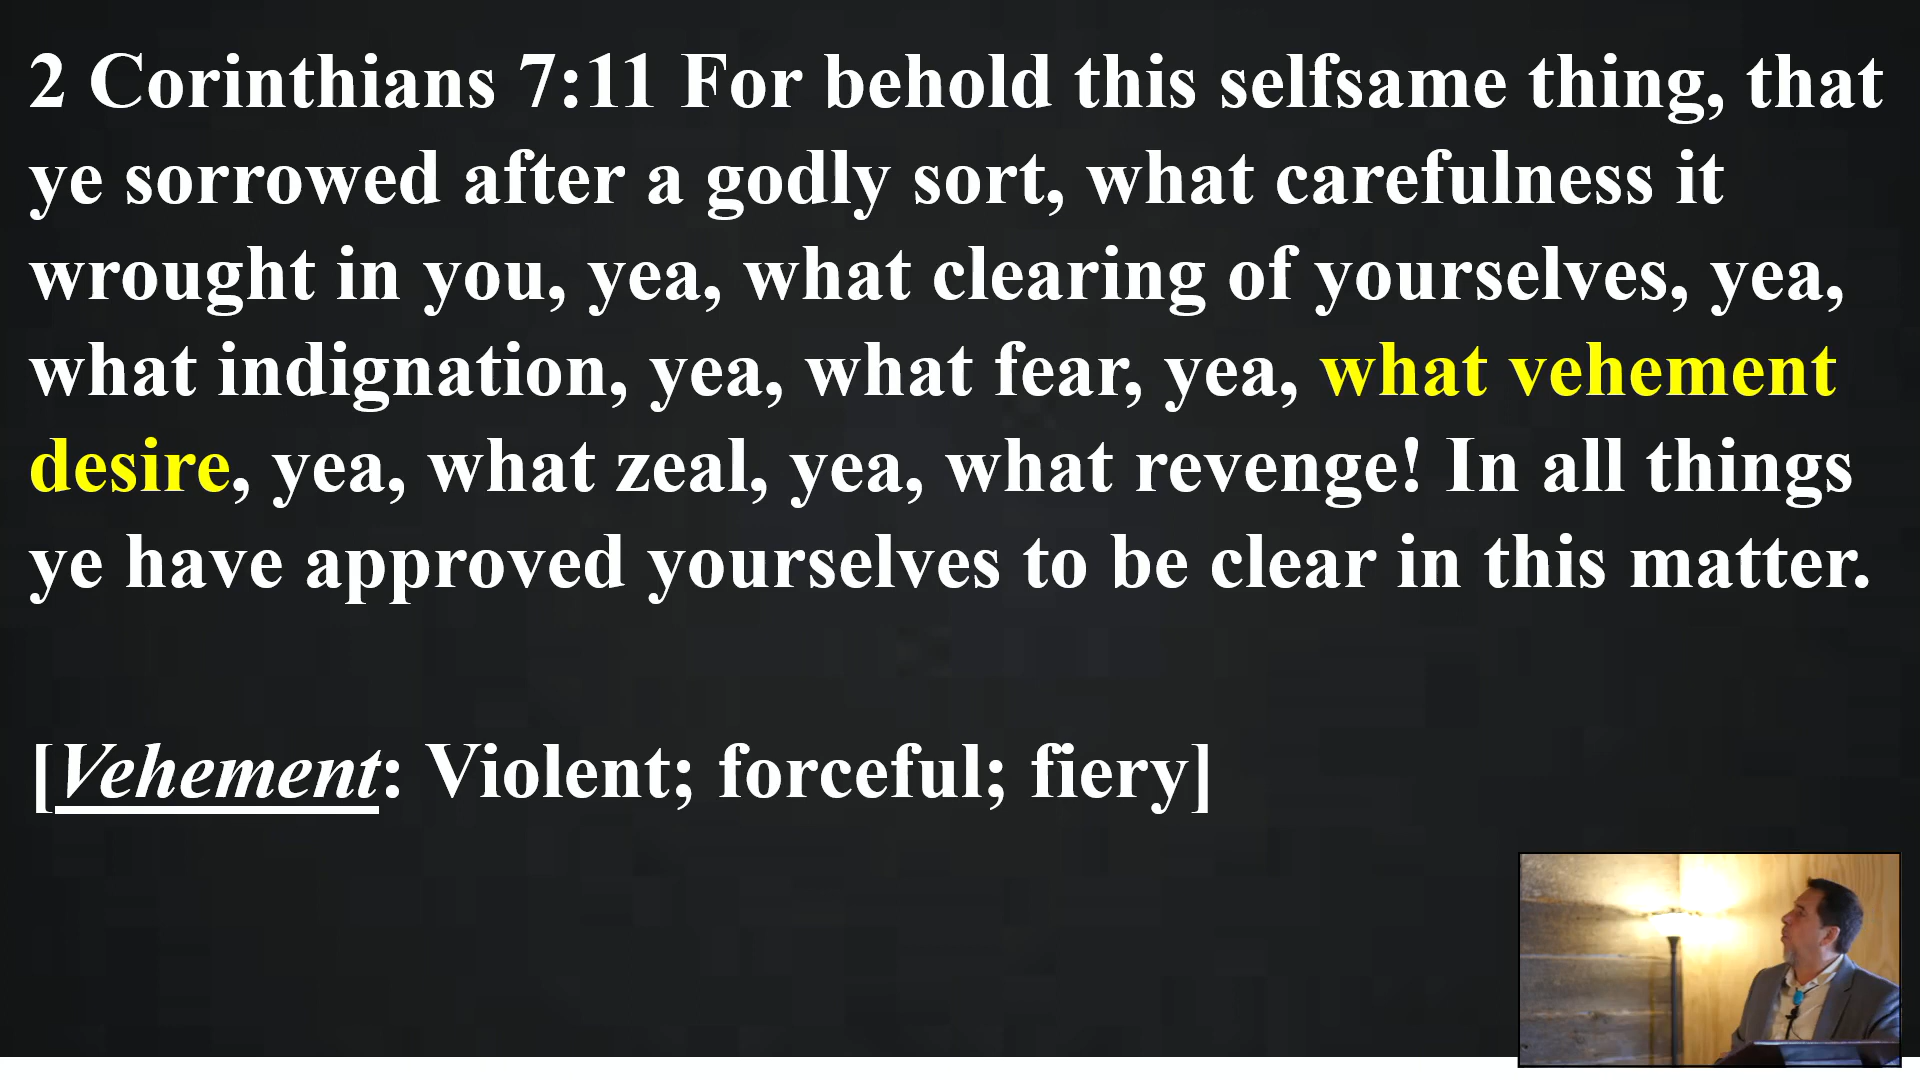 2 Corinthians 7:11 For behold this selfsame thing, that
ye sorrowed after a godly sort, what carefulness it
wrought in you, yea, what clearing of yourselves, yea,
what indignation, yea, what fear, yea, what vehement
desire, yea, what zeal, yea, what revenge! In all things
ye have approved yourselves to be clear in this matter.
[Vehement: Violent; forceful; fiery]